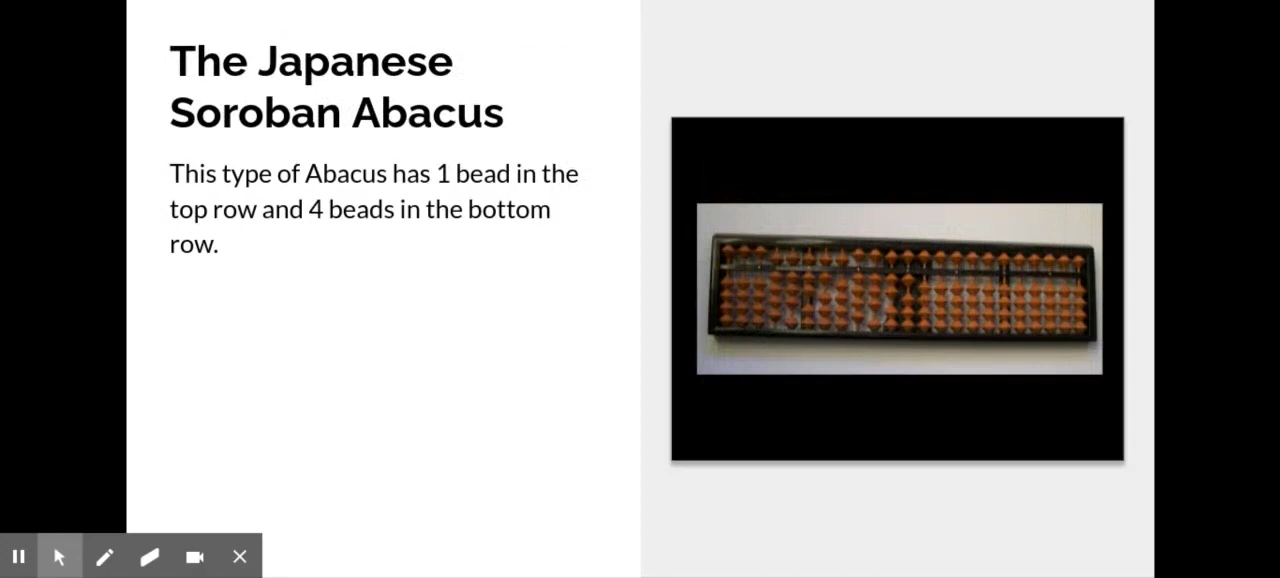 The Japanese
Soroban Abacus
This type of Abacus has 1 bead in the
top row and 4 beads in the bottom
row.